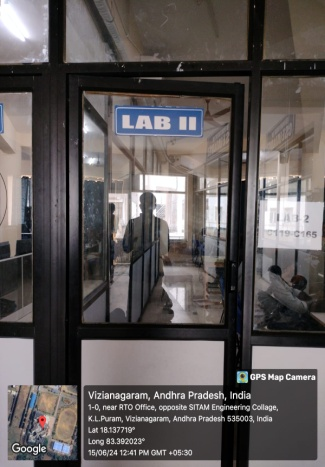 LAB II
LAB-2
C119-C165
GPS Map Camera
Vizianagaram, Andhra Pradesh, India
1-0, near RTO Office, opposite SITAM Engineering Collage,
K.L.Puram, Vizianagaram, Andhra Pradesh 535003, India
Lat 18.137719°
Long 83.392023°
15/06/24 12:41 PM GMT +05:30
Google